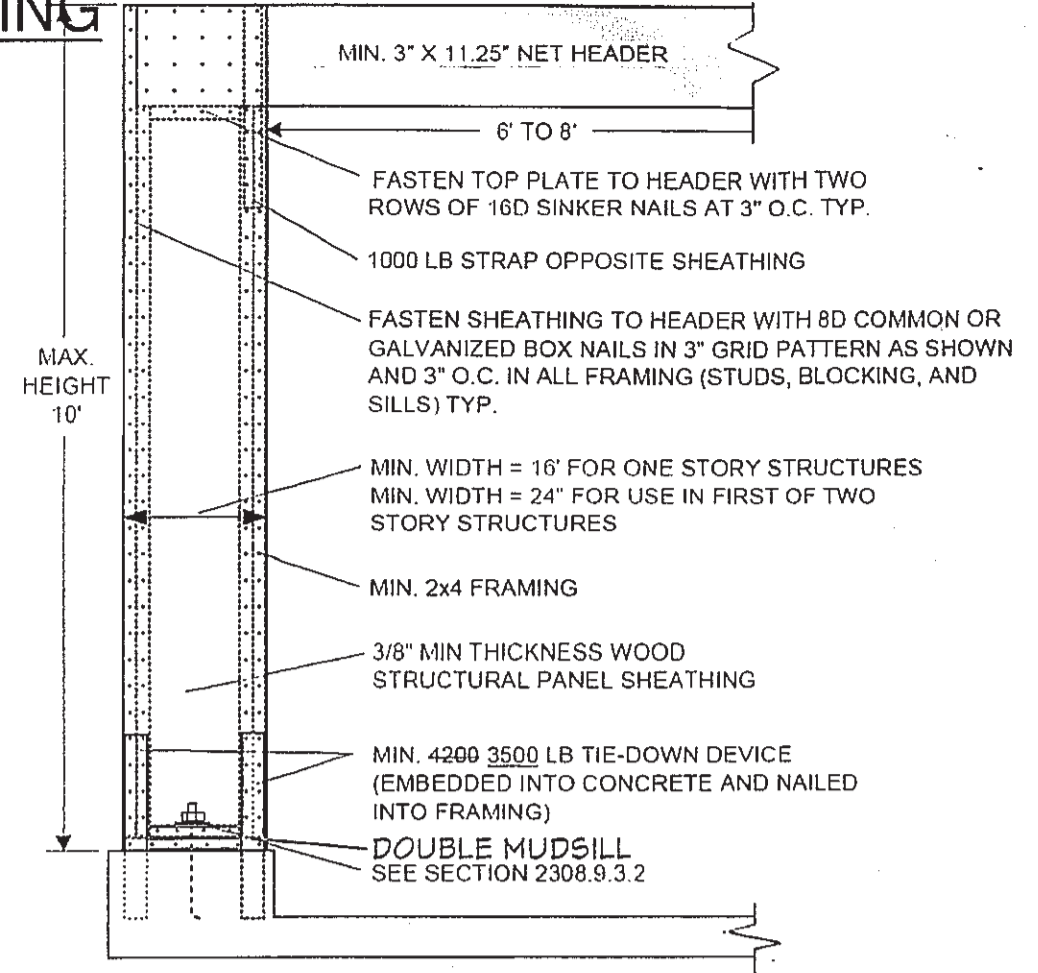 ING
MIN. 3" X 11.25" NET HEADER
6' TO 8'
FASTEN TOP PLATE TO HEADER WITH TWO
ROWS OF 16D SINKER NAILS AT 3" O.C. TYP.
1000 LB STRAP OPPOSITE SHEATHING
FASTEN SHEATHING TO HEADER WITH 8D COMMON OR
GALVANIZED BOX NAILS IN 3" GRID PATTERN AS SHOWN
AND 3" O.C. IN ALL FRAMING (STUDS, BLOCKING, AND
SILLS) TYP.
MAX.
HEIGHT
10'
MIN. WIDTH = 16' FOR ONE STORY STRUCTURES
MIN. WIDTH = 24" FOR USE IN FIRST OF TWO
STORY STRUCTURES
MIN. 2x4 FRAMING
3/8" MIN THICKNESS WOOD
STRUCTURAL PANEL SHEATHING
MIN. 4200 3500 LB TIE-DOWN DEVICE
(EMBEDDED INTO CONCRETE AND NAILED
INTO FRAMING)
DOUBLE MUDSILL
SEE SECTION 2308.9.3.2